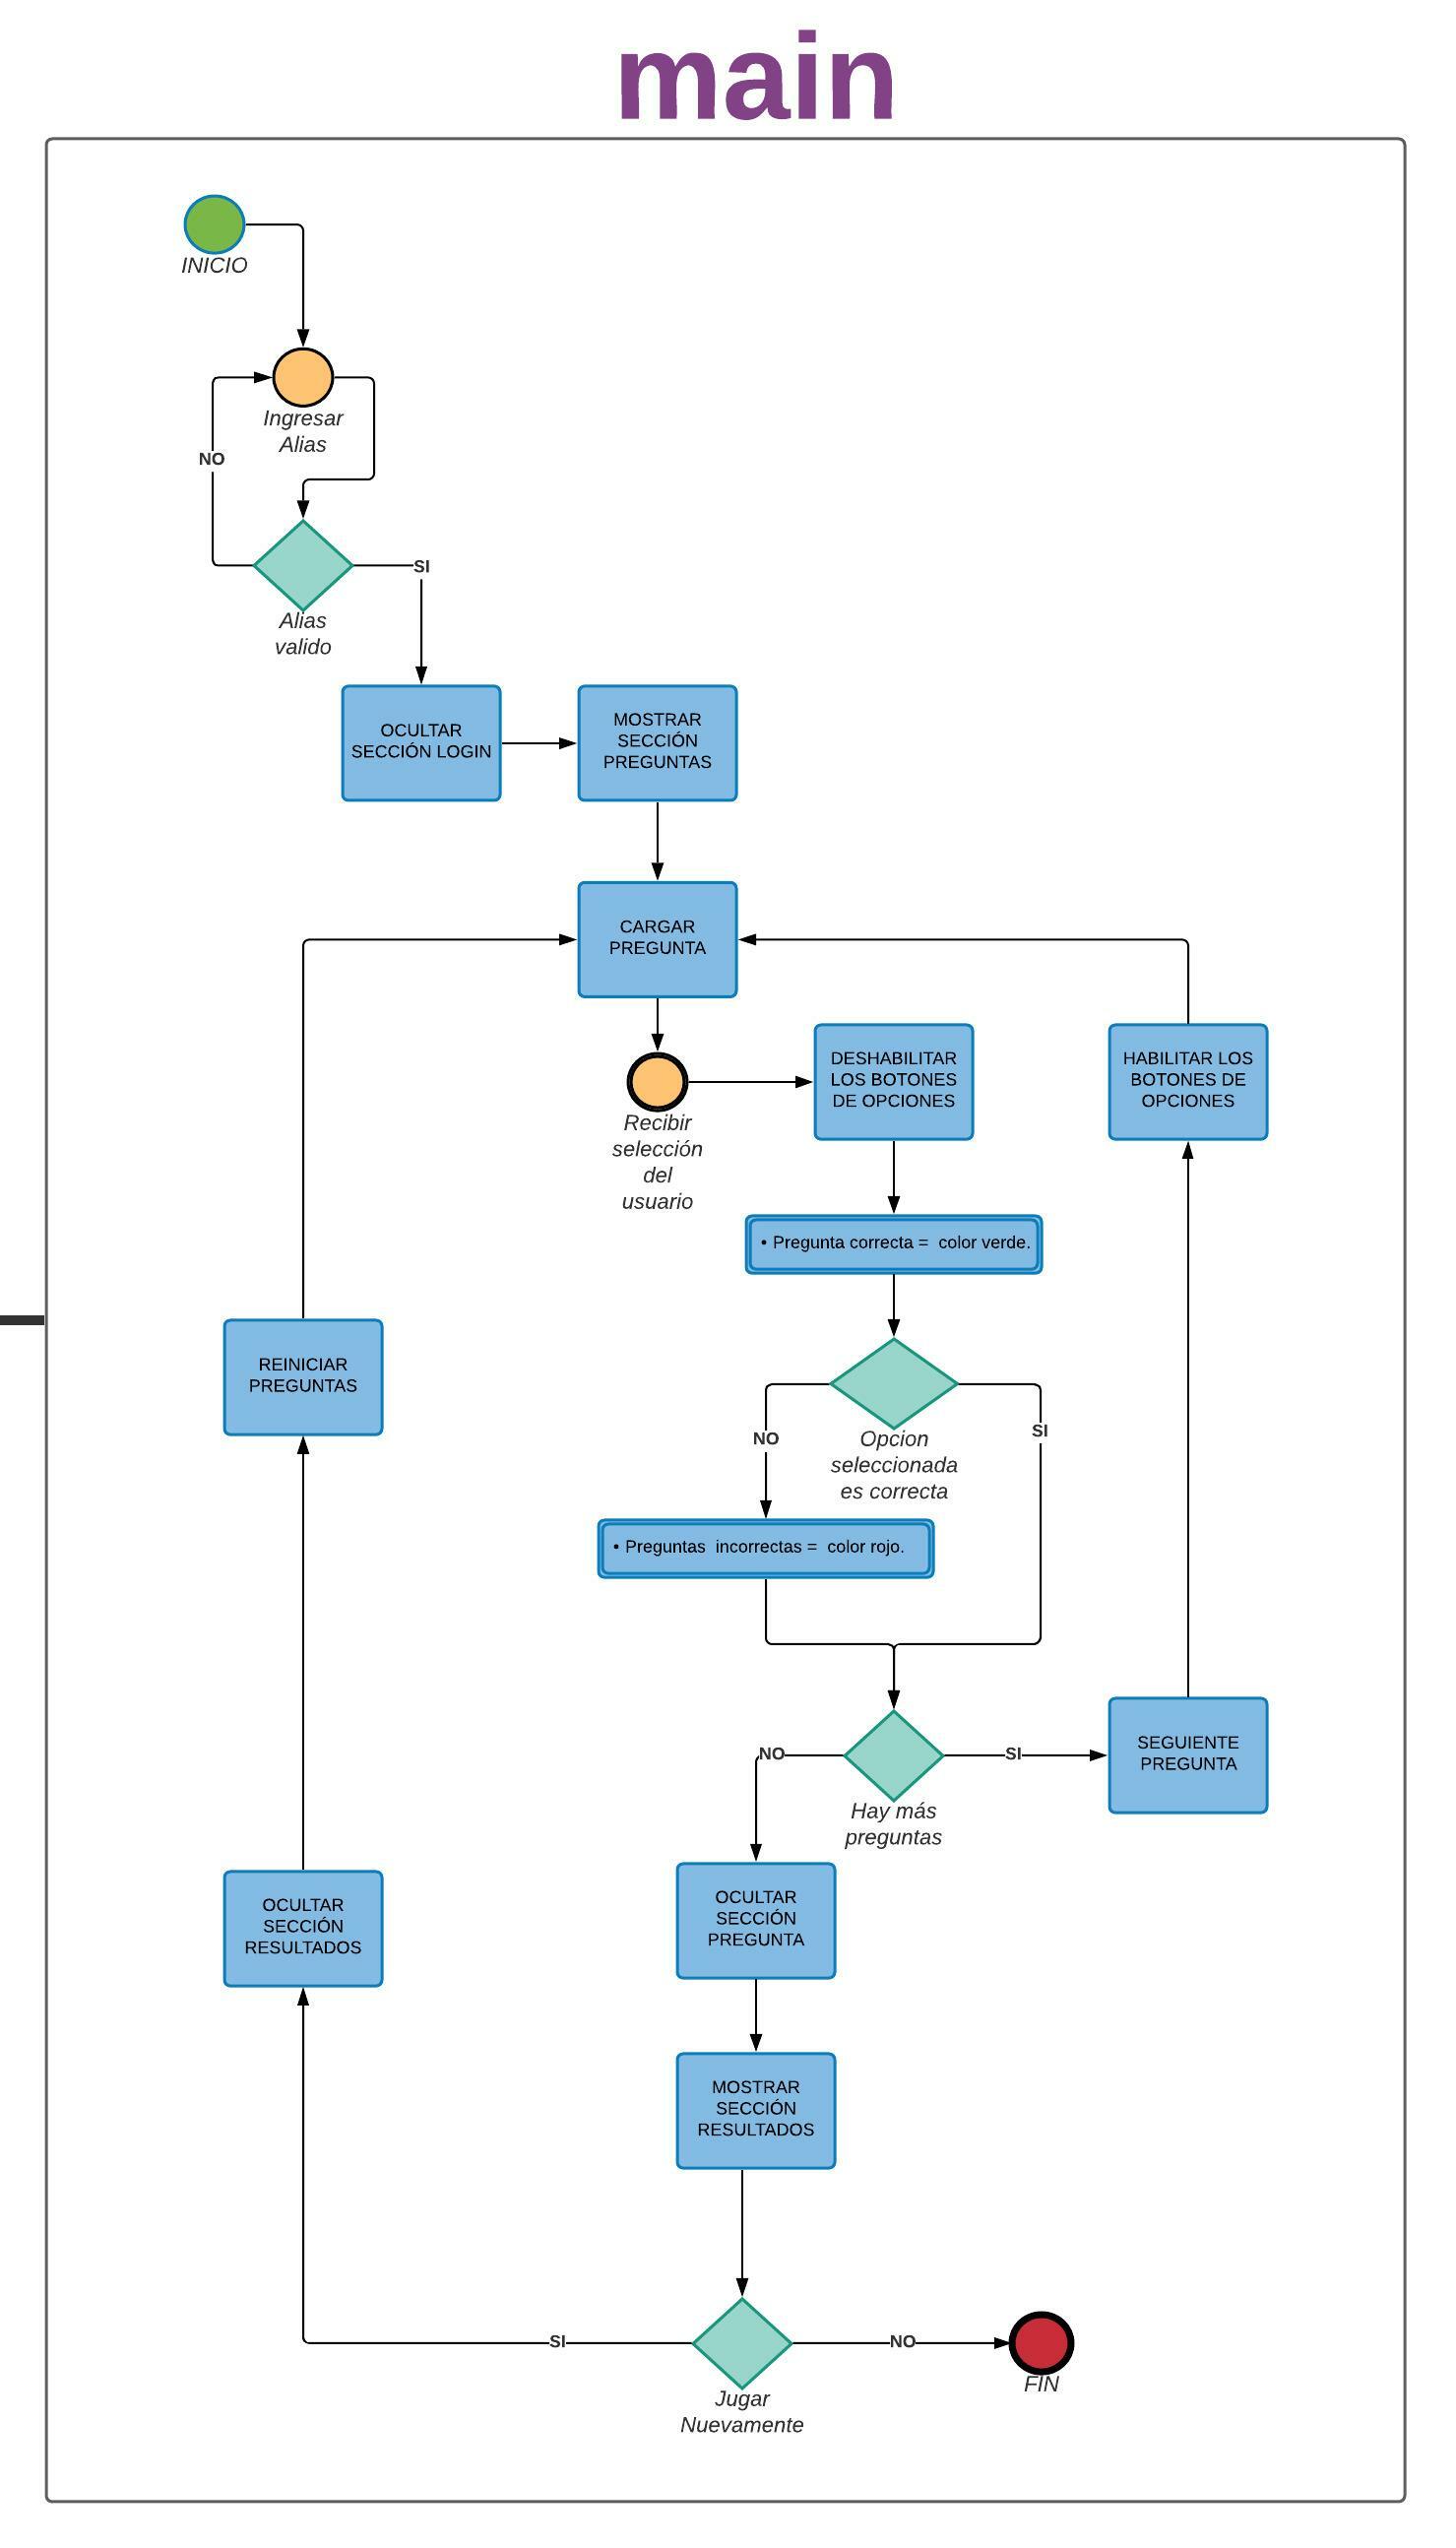 main
INICIO
Ingresar
Alias
NO
SI
Alias
valido
OCULTAR
SECCIÓN LOGIN
MOSTRAR
SECCIÓN
PREGUNTAS
CARGAR
PREGUNTA
Recibir
selección
del
usuario
DESHABILITAR
LOS BOTONES
DE OPCIONES
HABILITAR LOS
BOTONES DE
OPCIONES
• Pregunta correcta = color verde.
REINICIAR
PREGUNTAS
NO
SI
Opcion
seleccionada
es correcta
• Preguntas incorrectas = color rojo.
NO
SI
Hay más
preguntas
SEGUIENTE
PREGUNTA
OCULTAR
SECCIÓN
RESULTADOS
OCULTAR
SECCIÓN
PREGUNTA
MOSTRAR
SECCIÓN
RESULTADOS
SI
NO
Jugar
Nuevamente
FIN